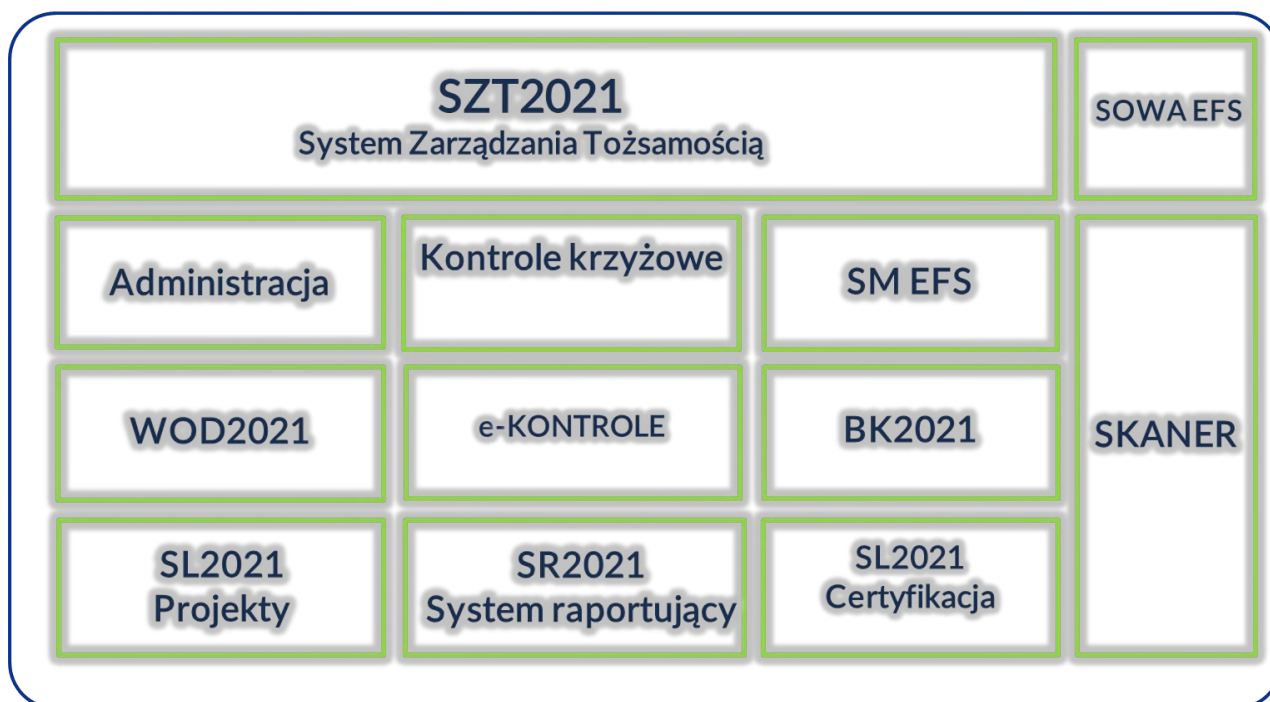 SZT2021
System Zarządzania Tożsamością
SOWA EFS
Administracja
Kontrole krzyżowe
SM EFS
WOD2021
e-KONTROLE
BK2021
SKANER
SL2021
Projekty
SR2021
System raportujący
SL2021
Certyfikacja